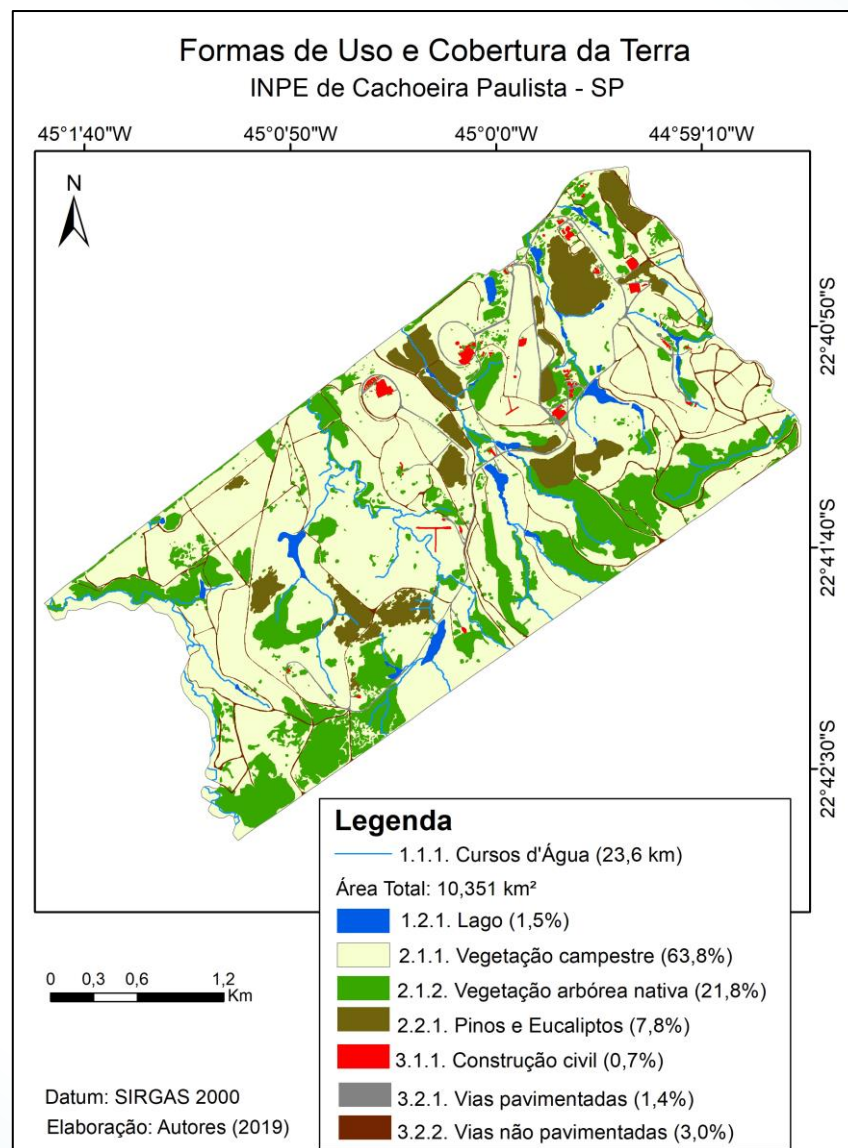 Formas de Uso e Cobertura da Terra
INPE de Cachoeira Paulista - SP
45°1'40"W 45°0'50"W 45°0'00"W 44°59'10"W
N
22°40'50"S
22°41'40"S
22°42'30"S
Legenda
1.1.1. Cursos d'Água (23,6 km)
Área Total: 10,351 km²
1.2.1. Lago (1,5%)
2.1.1. Vegetação campestre (63,8%)
2.1.2. Vegetação arbórea nativa (21,8%)
2.2.1. Pinos e Eucaliptos (7,8%)
3.1.1. Construção civil (0,7%)
3.2.1. Vias pavimentadas (1,4%)
3.2.2. Vias não pavimentadas (3,0%)
0 0,3 0,6 1,2
Km
Datum: SIRGAS 2000
Elaboração: Autores (2019)